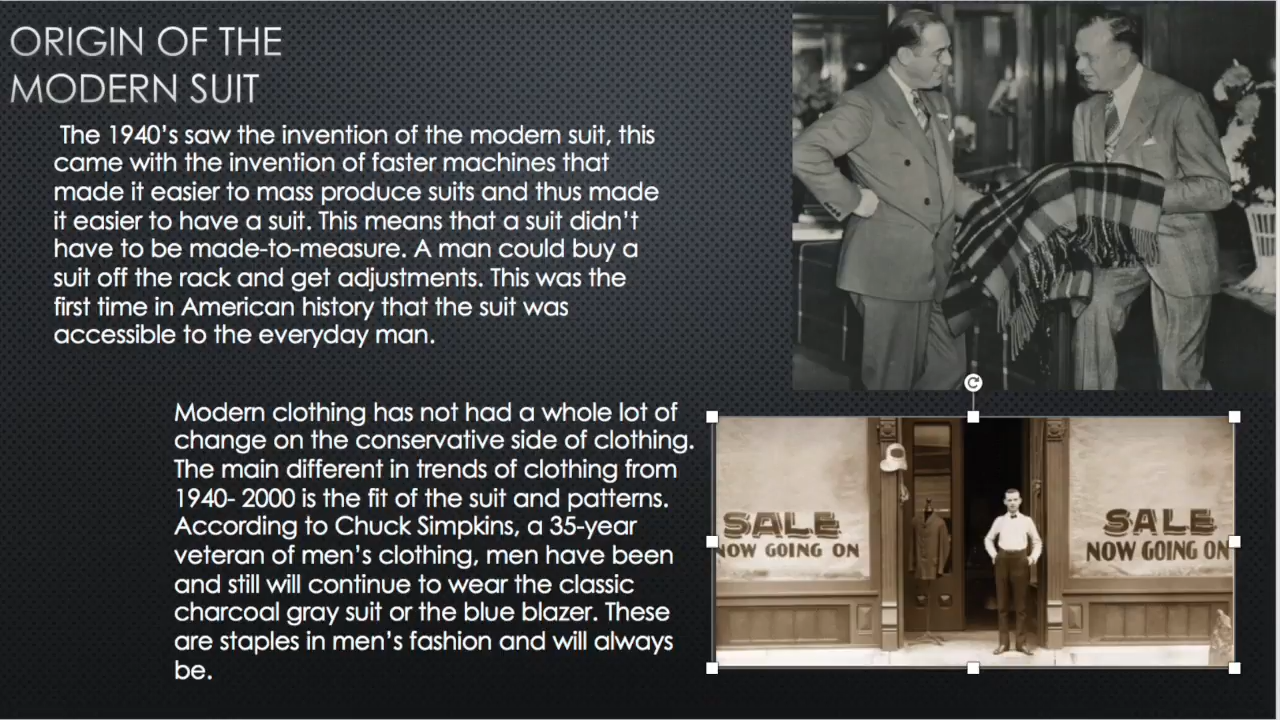 ORIGIN OF THE
MODERN SUIT
The 1940's saw the invention of the modern suit, this
came with the invention of faster machines that
made it easier to mass produce suits and thus made
it easier to have a suit. This means that a suit didn't
have to be made-to-measure. A man could buy a
suit off the rack and get adjustments. This was the
first time in American history that the suit was
accessible to the everyday man.
Modern clothing has not had a whole lot of
change on the conservative side of clothing.
The main different in trends of clothing from
1940- 2000 is the fit of the suit and patterns.
According to Chuck Simpkins, a 35-year
veteran of men's clothing, men have been
and still will continue to wear the classic
charcoal gray suit or the blue blazer. These
are staples in men's fashion and will always
be.
SALE
NOW GOING ON
SALE
NOW GOING ON